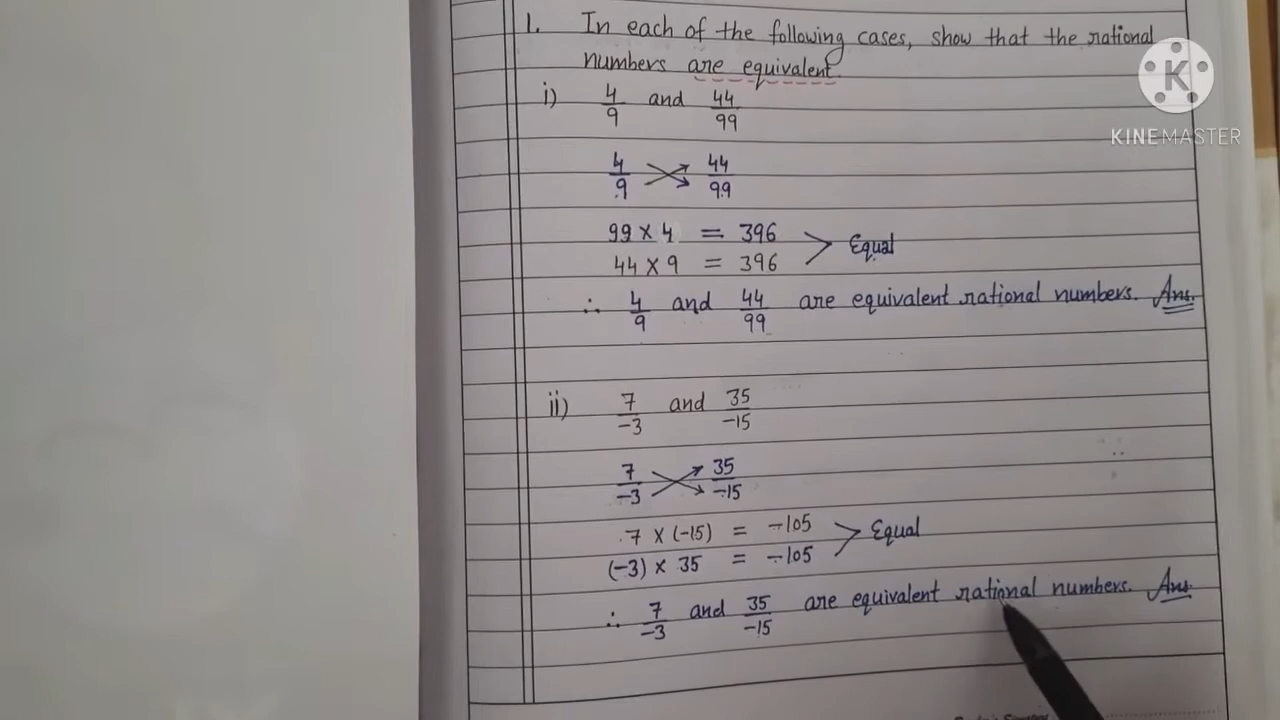 1. In each of the following cases, show that the rational
numbers are equivalent.
i) 4/9 and 44/99
4/9 44/99
99 × 4 = 396
44 × 9 = 396 > Equal
∴ 4/9 and 44/99 are equivalent rational numbers. Ans.
ii) 7/-3 and 35/-15
7/-3 35/-15
7 × (-15) = -105
(-3) × 35 = -105 > Equal
∴ 7/-3 and 35/-15 are equivalent rational numbers. Ans
K
KINEMASTER